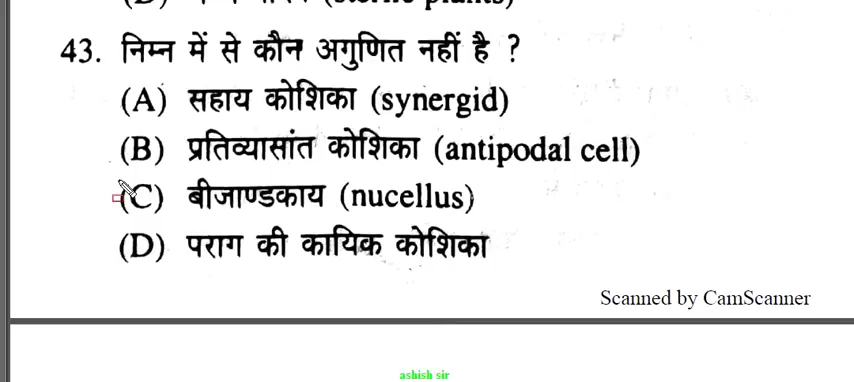 43. निम्न में से कौन अगुणित नहीं है ?
(A) सहाय कोशिका (synergid)
(B) प्रतिव्यासांत कोशिका (antipodal cell)
(C) बीजाण्डकाय (nucellus)
(D) पराग की कायिक कोशिका
Scanned by CamScanner
ashish sir